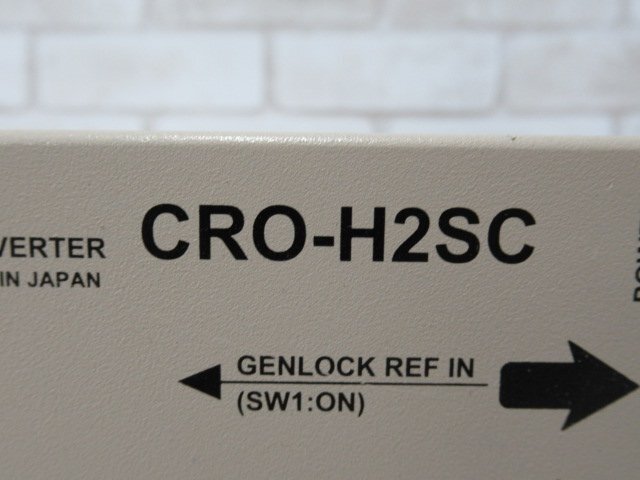 VERTER
IN JAPAN
CRO-H2SC
GENLOCK REF IN
(SW1:ON)